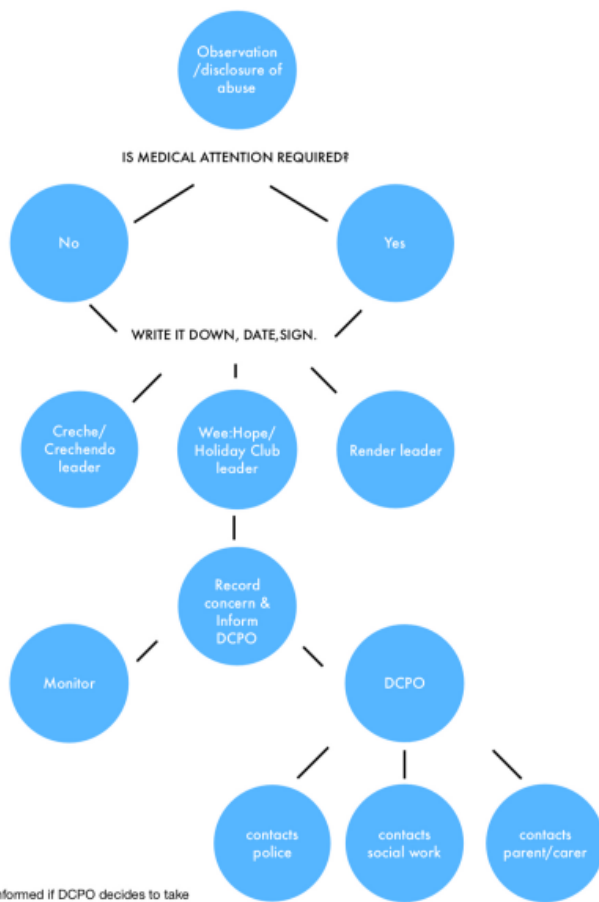 Observation
/disclosure of
abuse
IS MEDICAL ATTENTION REQUIRED?
No
Yes
WRITE IT DOWN, DATE,SIGN.
Creche/
Crechendo
leader
Wee:Hope/
Holiday Club
leader
Render leader
Record
concern &
Inform
DCPO
Monitor
DCPO
contacts
police
contacts
social work
contacts
parent/carer
nformed if DCPO decides to take